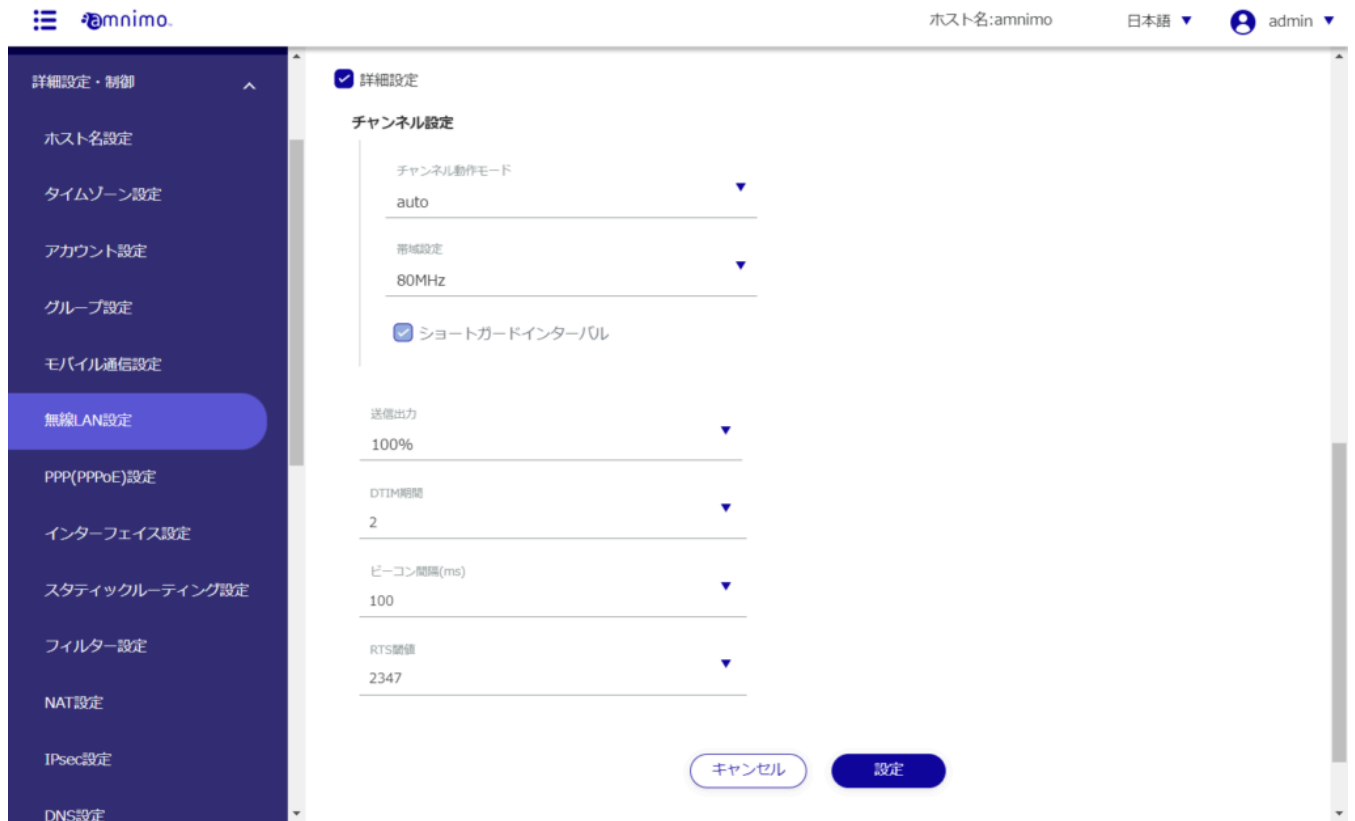 amnimo
ホスト名:amnimo
日本語
admin
詳細設定・制御
ホスト名設定
タイムゾーン設定
アカウント設定
グループ設定
モバイル通信設定
無線LAN設定
PPP(PPPoE)設定
インターフェイス設定
スタティックルーティング設定
フィルター設定
NAT設定
IPsec設定
DNS設定
詳細設定
チャンネル設定
チャンネル動作モード
auto
帯域設定
80MHz
ショートガードインターバル
送信出力
100%
DTIM期間
2
ビーコン間隔(ms)
100
RTS閾値
2347
キャンセル
設定